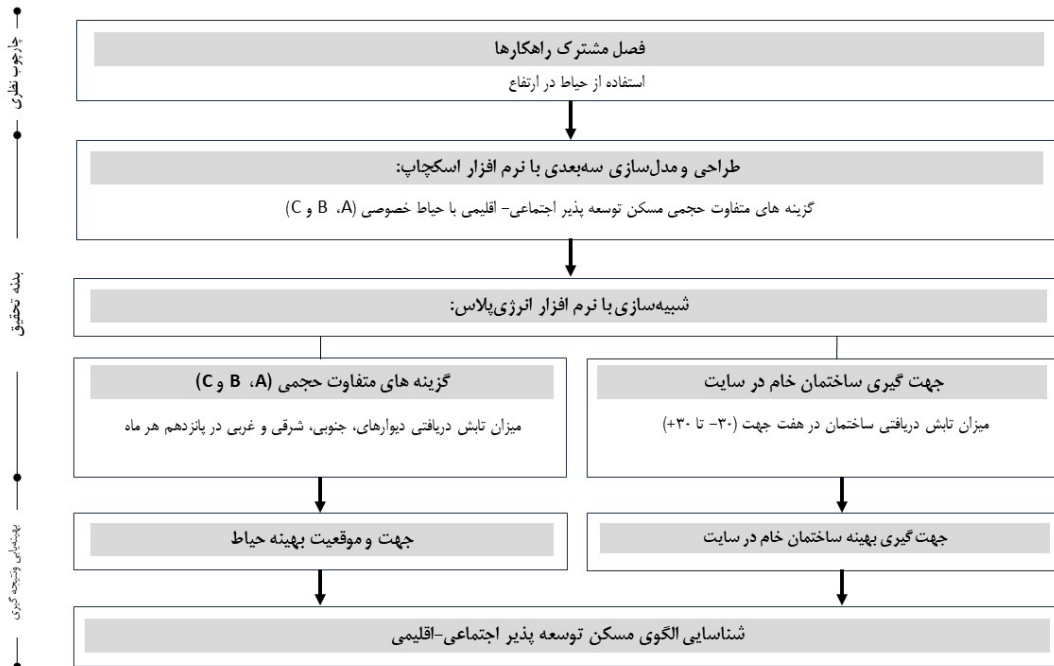 چارچوب نظری
فصل مشترک راهکارها
استفاده از حیاط در ارتفاع
بدنه تحقیق
طراحی و مدل‌سازی سه‌بعدی با نرم افزار اسکچاپ:
گزینه های متفاوت حجمی مسکن توسعه پذیر اجتماعی- اقلیمی با حیاط خصوصی (A، B و C)
شبیه‌سازی با نرم افزار انرژی‌پلاس:
جهت گیری ساختمان خام در سایت
میزان تابش دریافتی ساختمان در هفت جهت (۳۰- تا ۳۰+)
گزینه های متفاوت حجمی (A، B و C)
میزان تابش دریافتی دیوارهای، جنوبی، شرقی و غربی در پانزدهم هر ماه
بهینه‌یابی ونتیجه گیری
جهت گیری بهینه ساختمان خام در سایت
جهت و موقعیت بهینه حیاط
شناسایی الگوی مسکن توسعه پذیر اجتماعی-اقلیمی